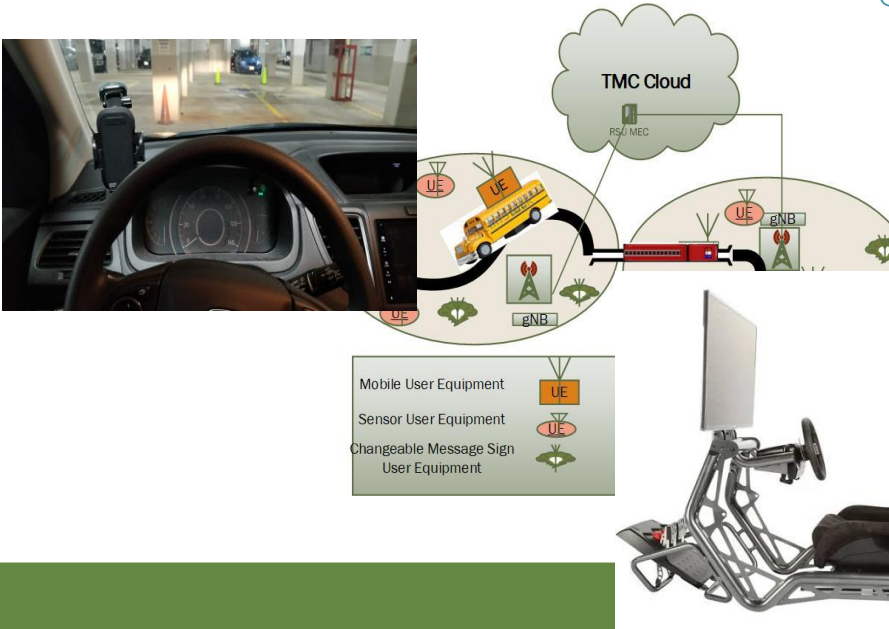 TMC Cloud
RSU MEC
UE
UE
UE
gNB
UE
gNB
Mobile User Equipment
UE
Sensor User Equipment
UE
Changeable Message Sign
User Equipment